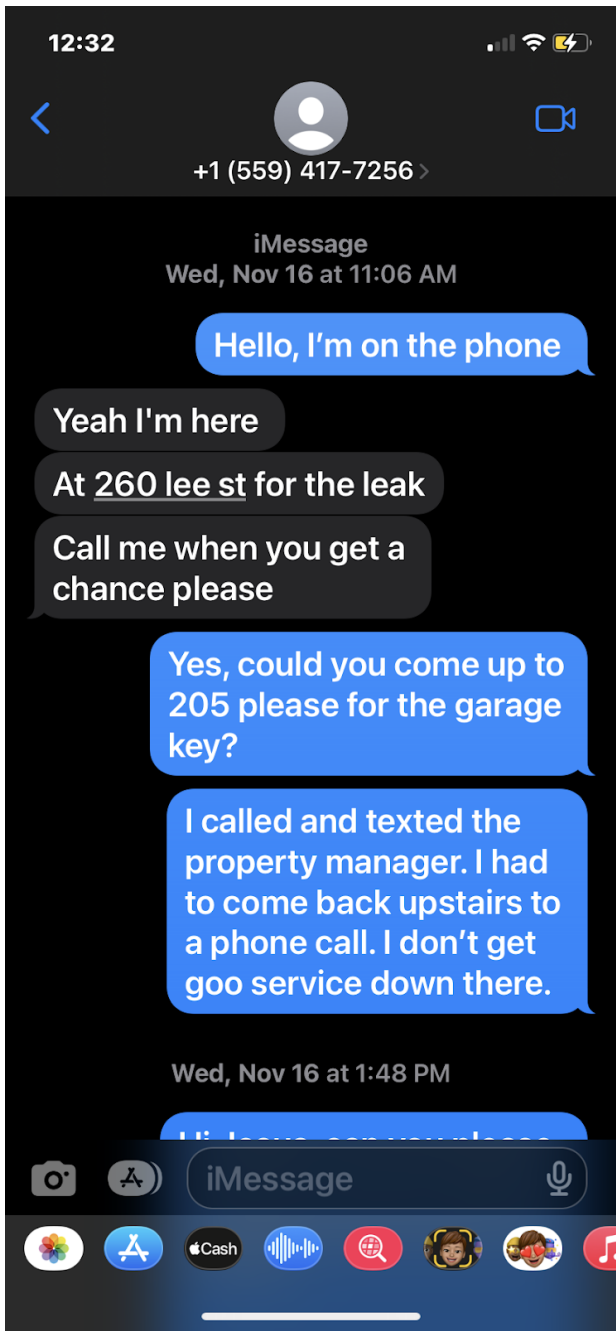 12:32
+1 (559) 417-7256
iMessage
Wed, Nov 16 at 11:06 AM
Hello, I'm on the phone
Yeah I'm here
At 260 lee st for the leak
Call me when you get a
chance please
Yes, could you come up to
205 please for the garage
key?
I called and texted the
property manager. I had
to come back upstairs to
a phone call. I don't get
goo service down there.
Wed, Nov 16 at 1:48 PM
can you please
iMessage
Cash